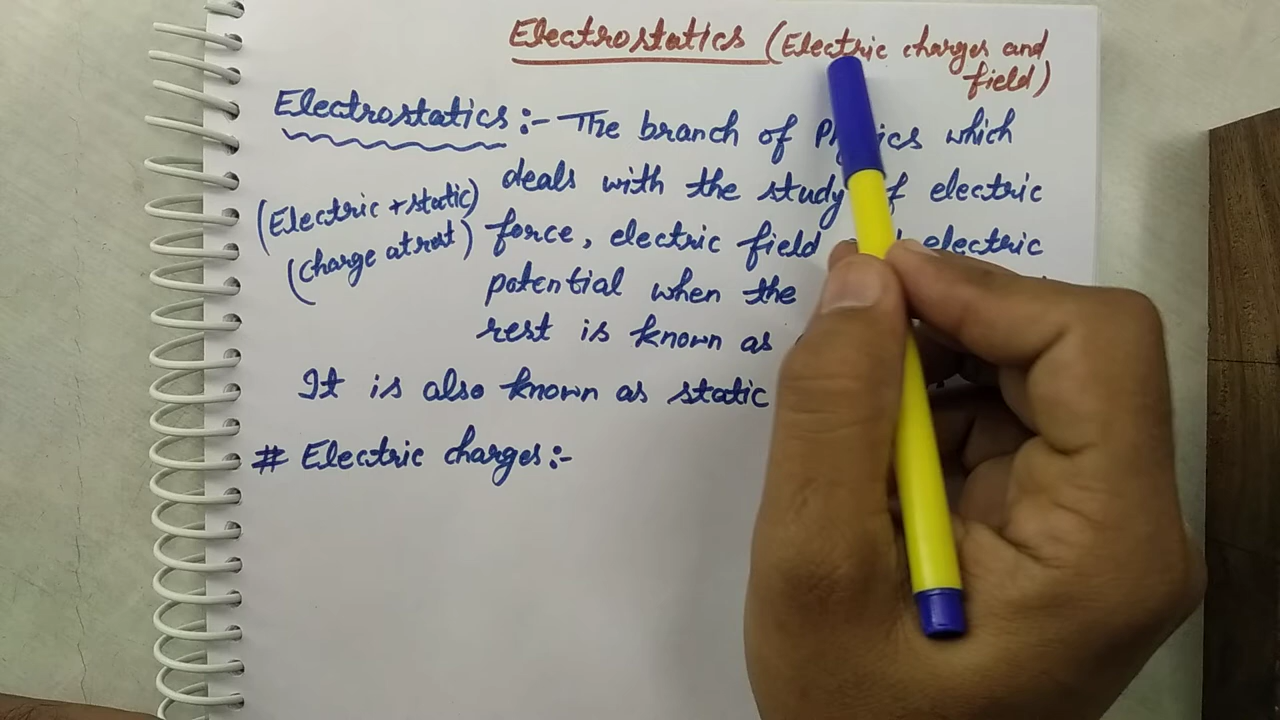 Electrostatics (Electric charges and
field)
Electrostatics :- The branch of Physics which
deals with the study of electric
(Electric + static)
force, electric field electric
(Charge at rest)
potential when the
rest is known as
It is also known as static
# Electric charges :-